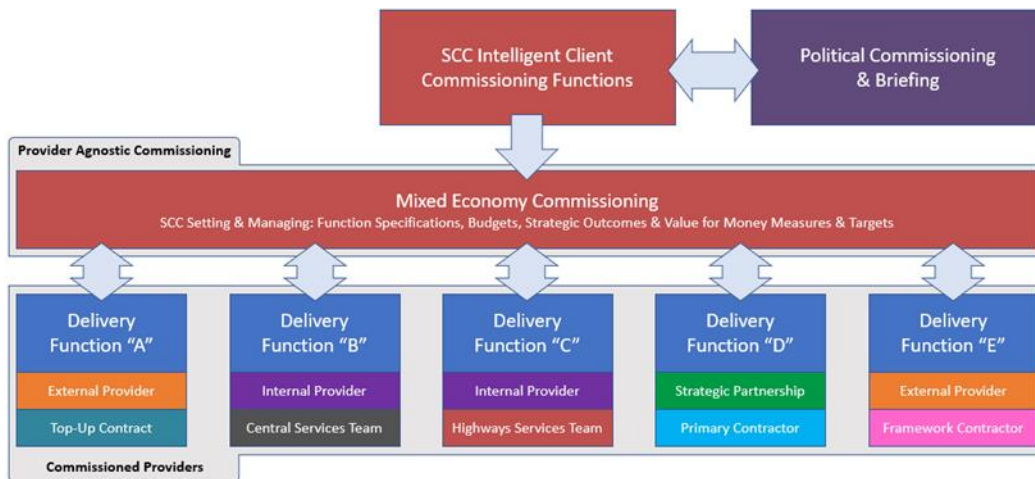 SCC Intelligent Client
Commissioning Functions
Political Commissioning
& Briefing
Provider Agnostic Commissioning
Mixed Economy Commissioning
SCC Setting & Managing: Function Specifications, Budgets, Strategic Outcomes & Value for Money Measures & Targets
Delivery
Function “A”
External Provider
Top-Up Contract
Delivery
Function “B”
Internal Provider
Central Services Team
Delivery
Function “C”
Internal Provider
Highways Services Team
Delivery
Function “D”
Strategic Partnership
Primary Contractor
Delivery
Function “E”
External Provider
Framework Contractor
Commissioned Providers